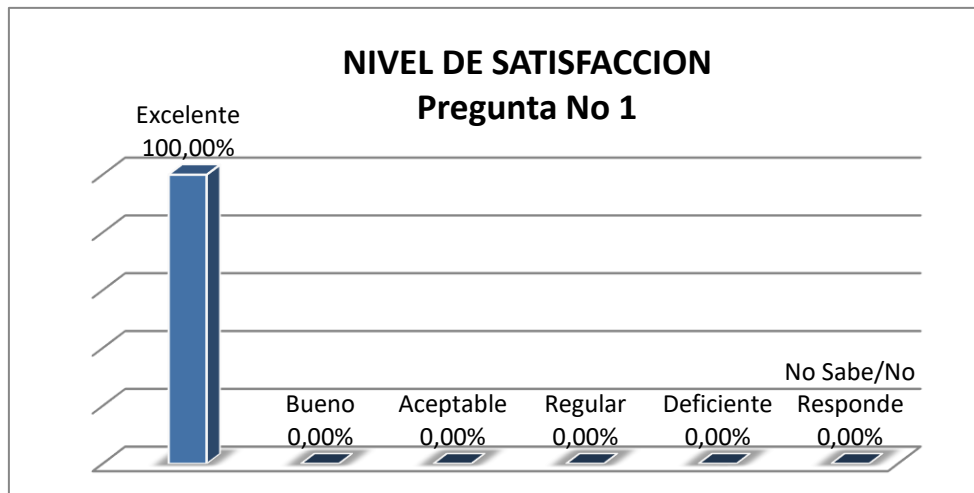 NIVEL DE SATISFACCION
Pregunta No 1
Excelente
100,00%
Bueno
0,00%
Aceptable
0,00%
Regular
0,00%
Deficiente
0,00%
No Sabe/No
Responde
0,00%